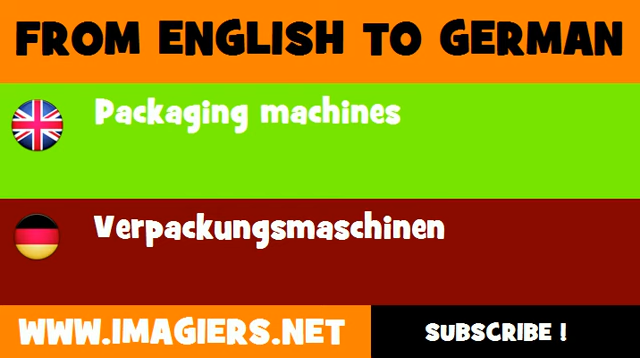 FROM ENGLISH TO GERMAN
Packaging machines
Verpackungsmaschinen
WWW.IMAGIERS.NET
SUBSCRIBE !